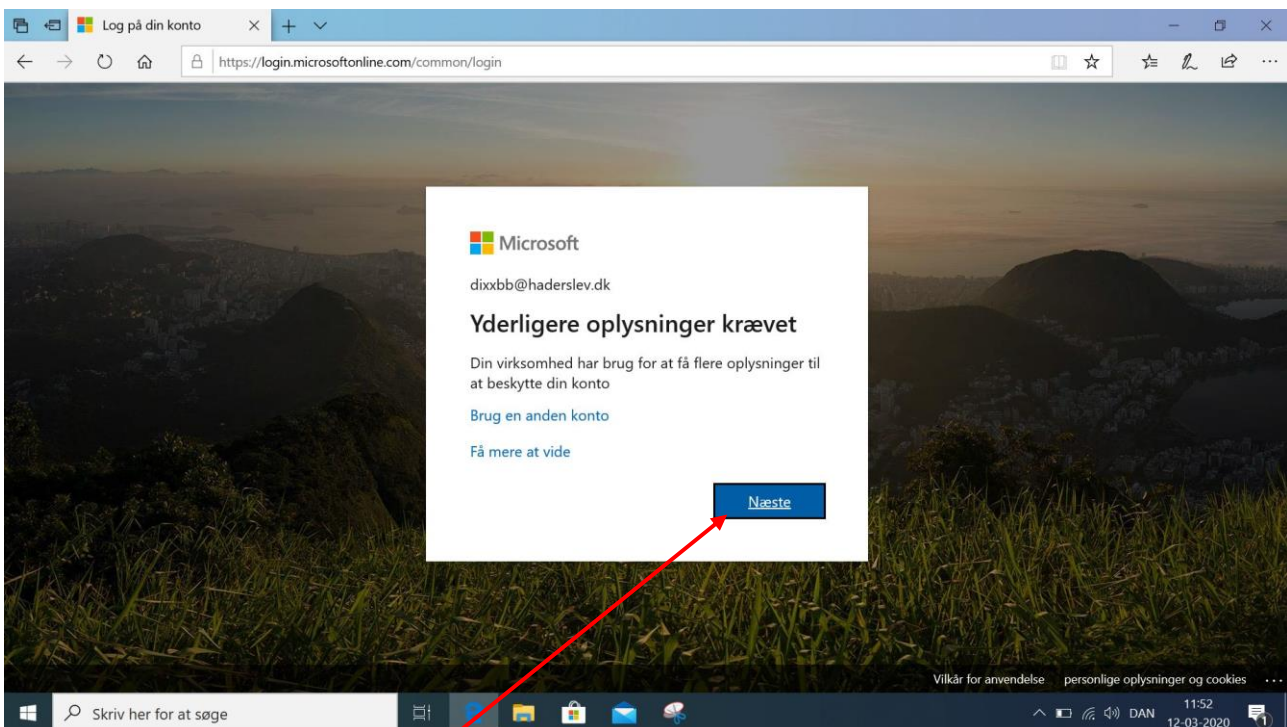 Log på din konto
https://login.microsoftonline.com/common/login
Microsoft
dixxbb@haderslev.dk
Yderligere oplysninger krævet
Din virksomhed har brug for at få flere oplysninger til
at beskytte din konto
Brug en anden konto
Få mere at vide
Næste
Vilkår for anvendelse personlige oplysninger og cookies ...
Skriv her for at søge
DAN
11:52
12-03-2020